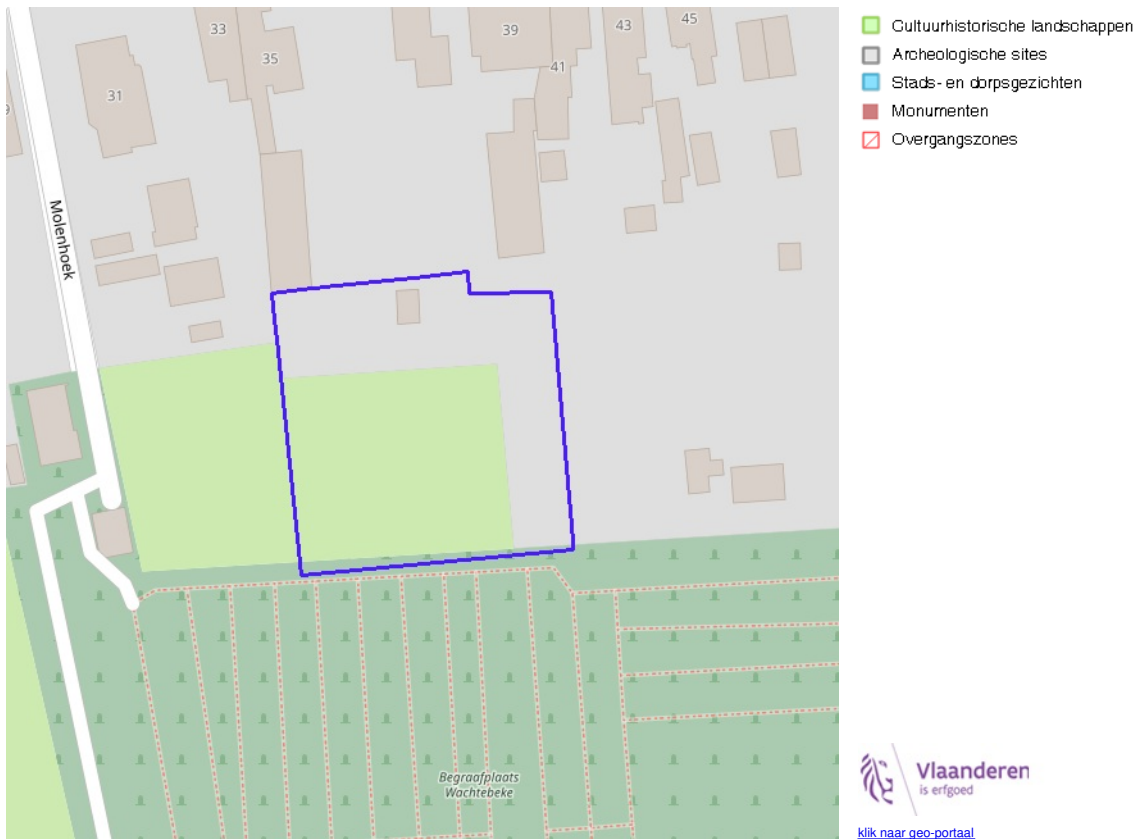 33
39
43
45
35
41
31
Molenhoek
Begraafplaats
Wachtebeke
Cultuurhistorische landschappen
Archeologische sites
Stads- en dorpsgezichten
Monumenten
Overgangszones
Vlaanderen
is erfgoed
klik naar geo-portaal